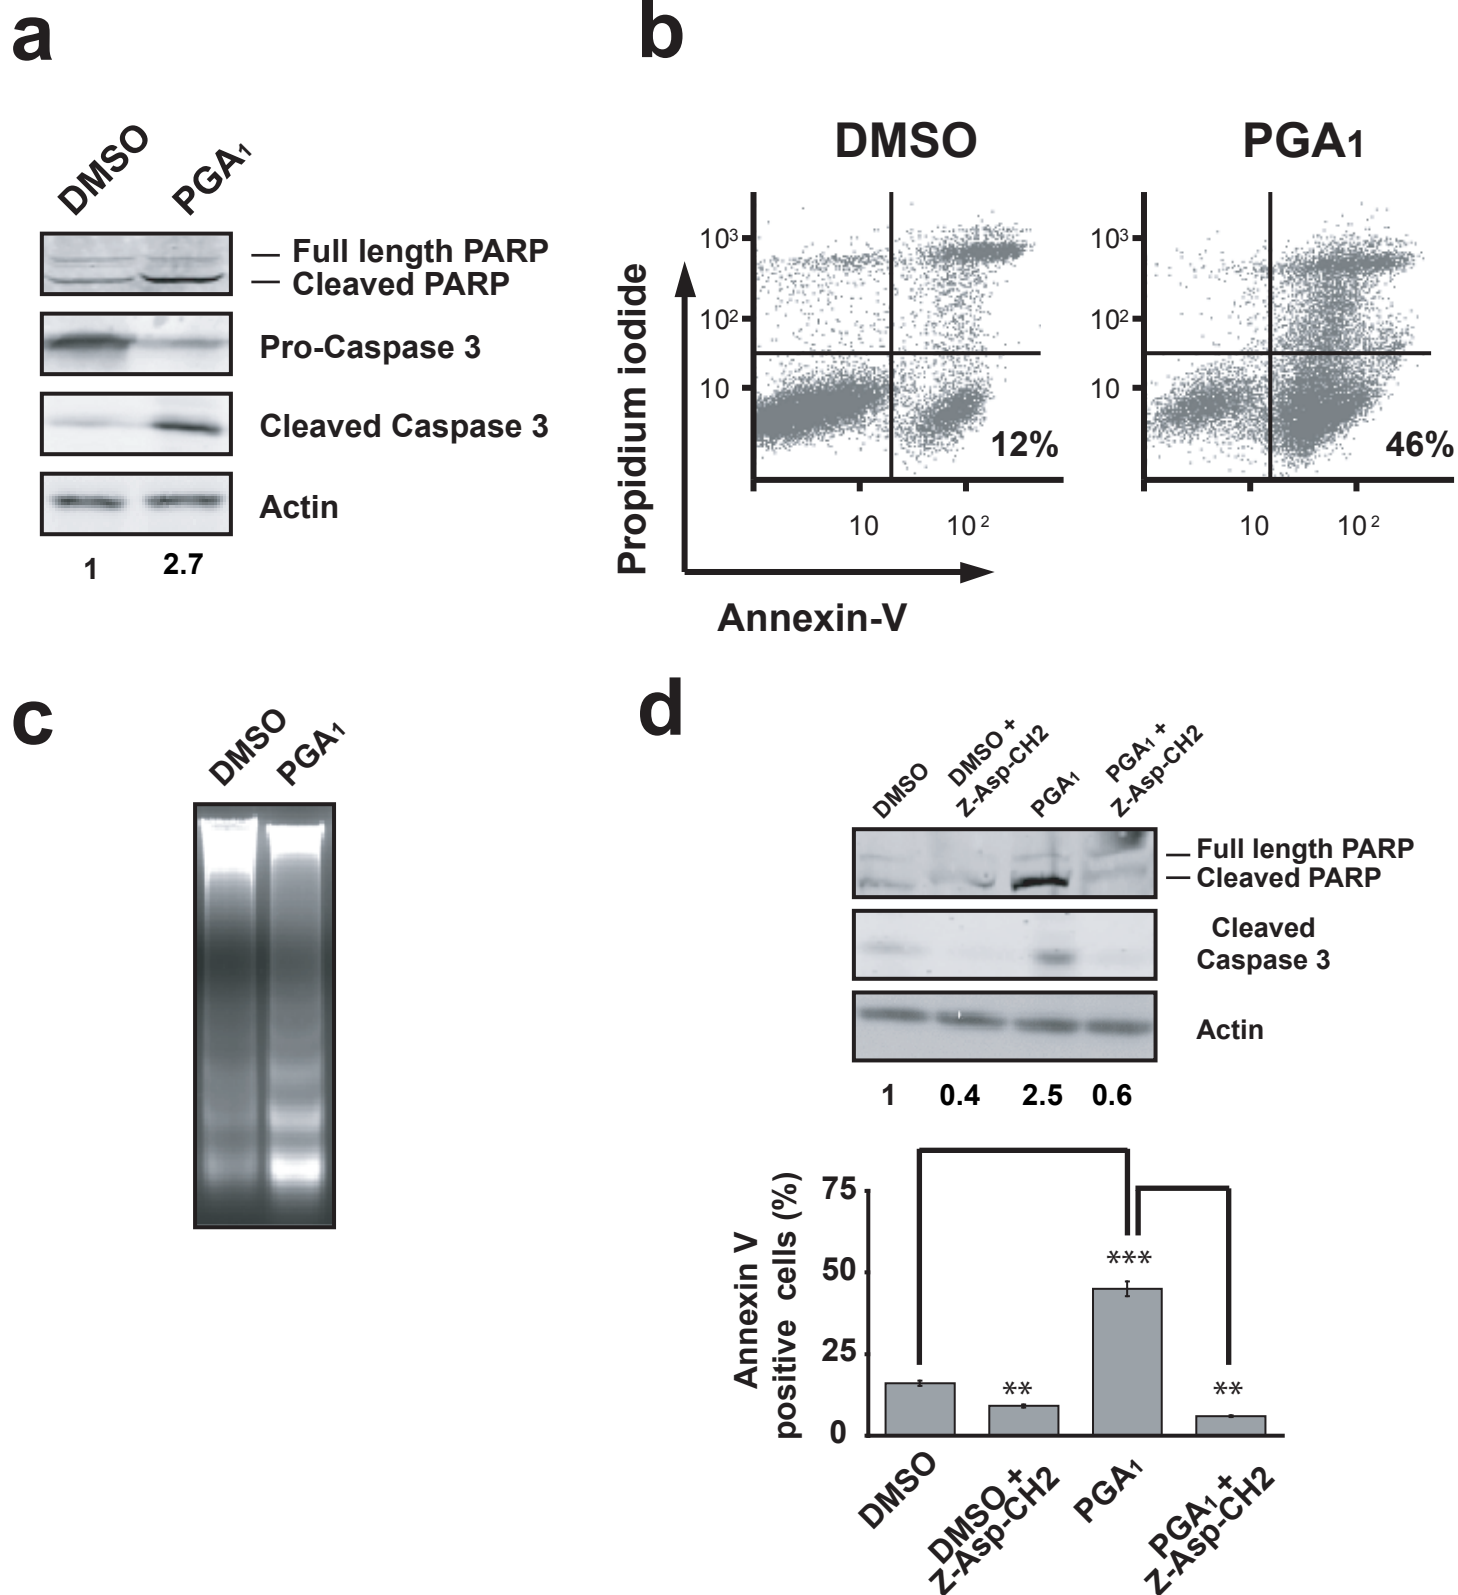 a
DMSO
PGA₁
Full length PARP
Cleaved PARP
Pro-Caspase 3
Cleaved Caspase 3
Actin
1 2.7
b
DMSO
PGA1
Propidium iodide
10³
10²
10
12%
10 10²
10³
10²
10
46%
10 10²
Annexin-V
c
DMSO
PGA₁
d
DMSO
DMSO +
Z-Asp-CH2
PGA₁
PGA₁ +
Z-Asp-CH2
Full length PARP
Cleaved PARP
Cleaved
Caspase 3
Actin
1 0.4 2.5 0.6
Annexin V
positive cells (%)
75
50
25
0
***
**
**
DMSO
DMSO +
Z-Asp-CH2
PGA₁
PGA₁ +
Z-Asp-CH2